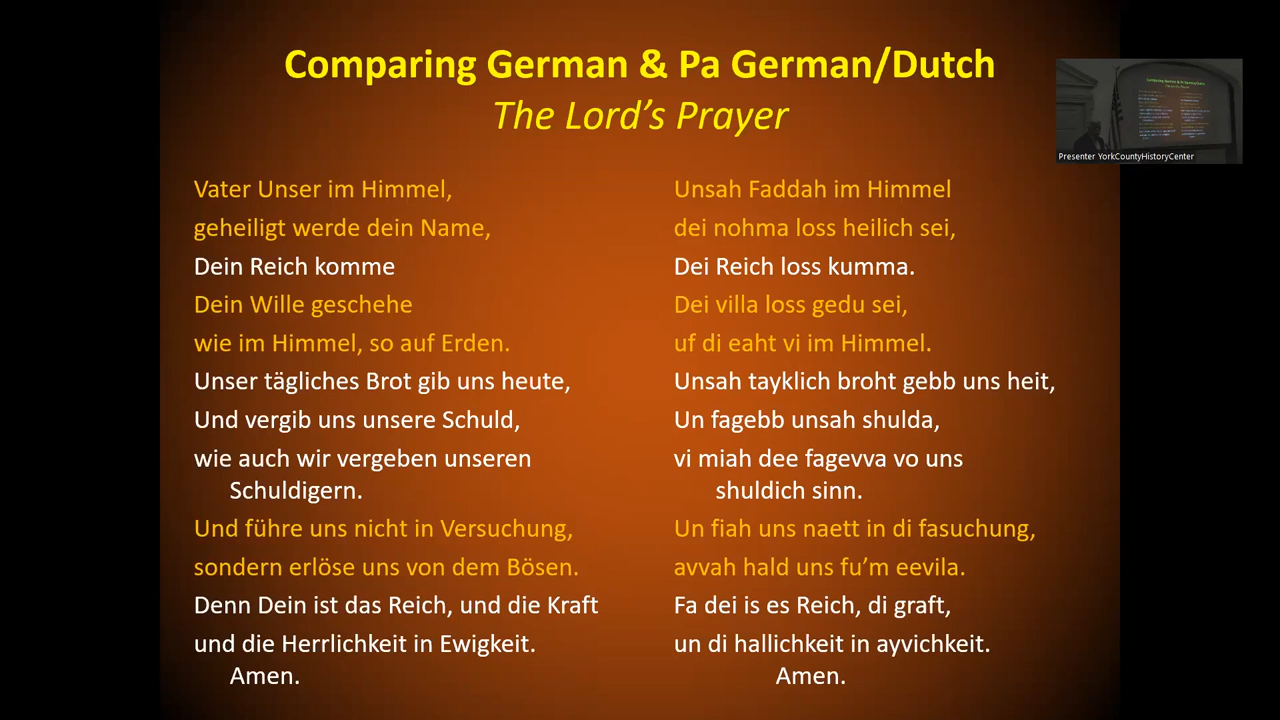 Comparing German & Pa German/Dutch
The Lord's Prayer
Vater Unser im Himmel,
geheiligt werde dein Name,
Dein Reich komme
Dein Wille geschehe
wie im Himmel, so auf Erden.
Unser tägliches Brot gib uns heute,
Und vergib uns unsere Schuld,
wie auch wir vergeben unseren
Schuldigern.
Und führe uns nicht in Versuchung,
sondern erlöse uns von dem Bösen.
Denn Dein ist das Reich, und die Kraft
und die Herrlichkeit in Ewigkeit.
Amen.
Unsah Faddah im Himmel
dei nohma loss heilich sei,
Dei Reich loss kumma.
Dei villa loss gedu sei,
uf di eaht vi im Himmel.
Unsah tayklich broht gebb uns heit,
Un fagebb unsah shulda,
vi miah dee fagevva vo uns
shuldich sinn.
Un fiah uns naett in di fasuchung,
avvah hald uns fu'm eevila.
Fa dei is es Reich, di graft,
un di hallichkeit in ayvichkeit.
Amen.
Presenter YorkCountyHistoryCenter